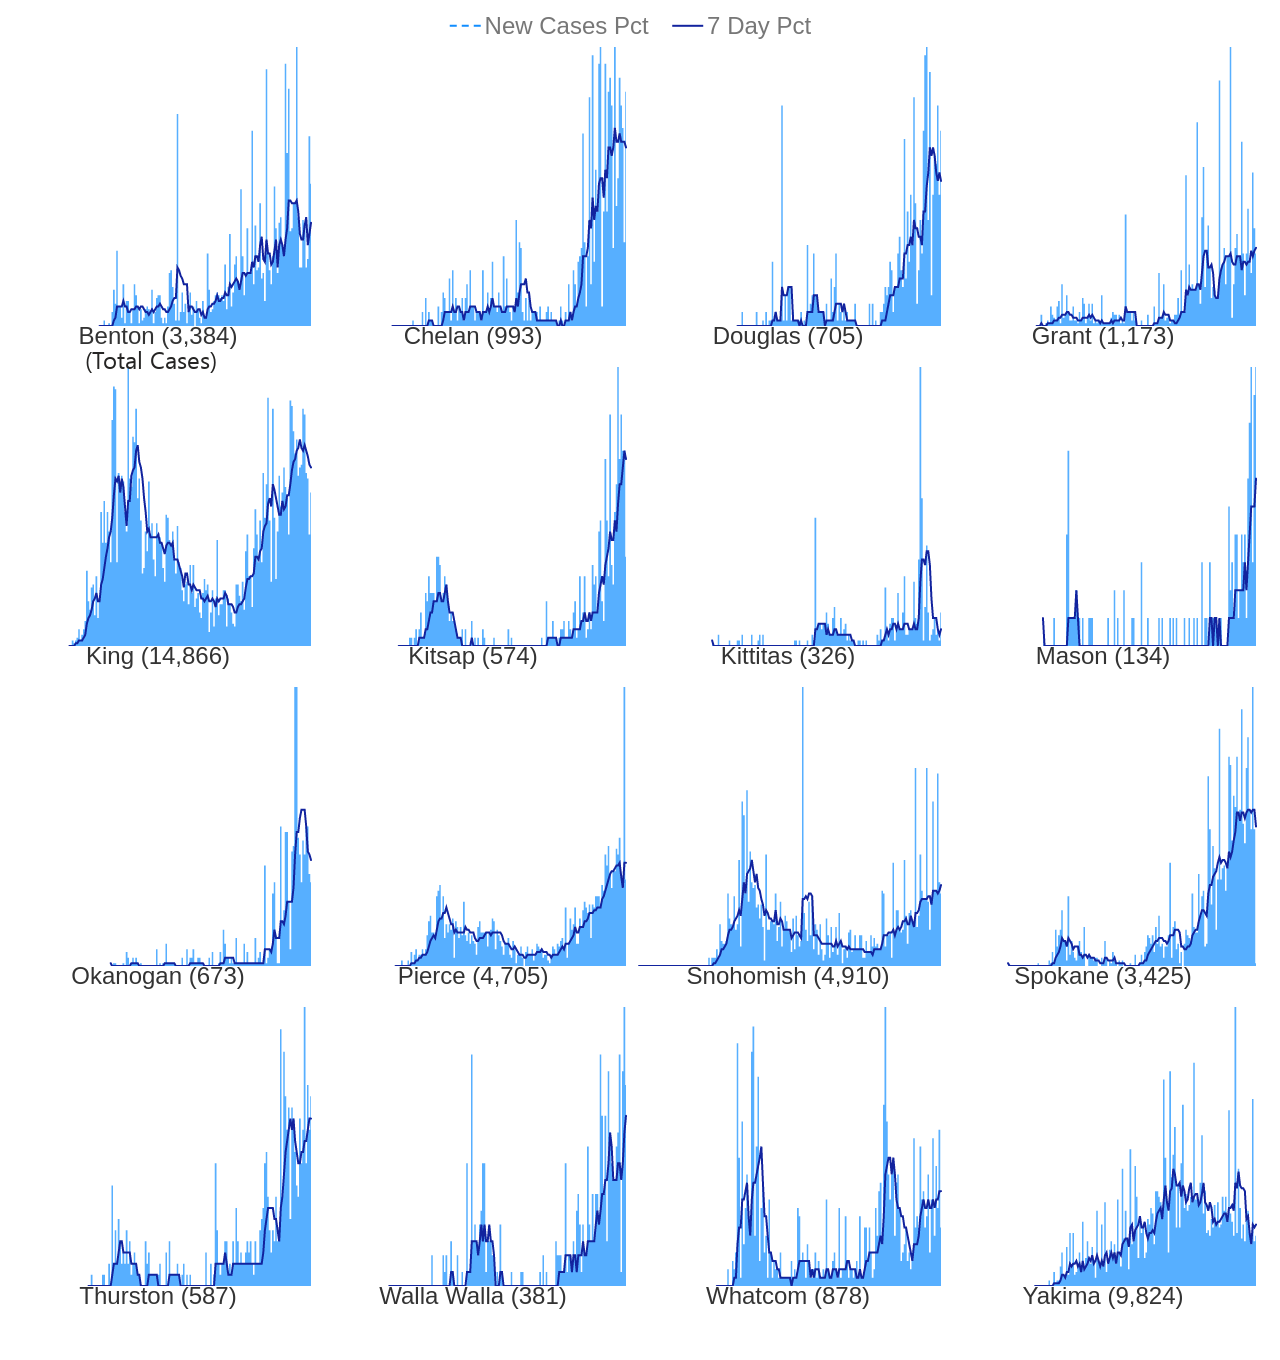 New Cases Pct 7 Day Pct
Benton (3,384) Chelan (993) Douglas (705) Grant (1,173)
(Total Cases)
King (14,866) Kitsap (574) Kittitas (326) Mason (134)
Okanogan (673) Pierce (4,705) Snohomish (4,910) Spokane (3,425)
Thurston (587) Walla Walla (381) Whatcom (878) Yakima (9,824)